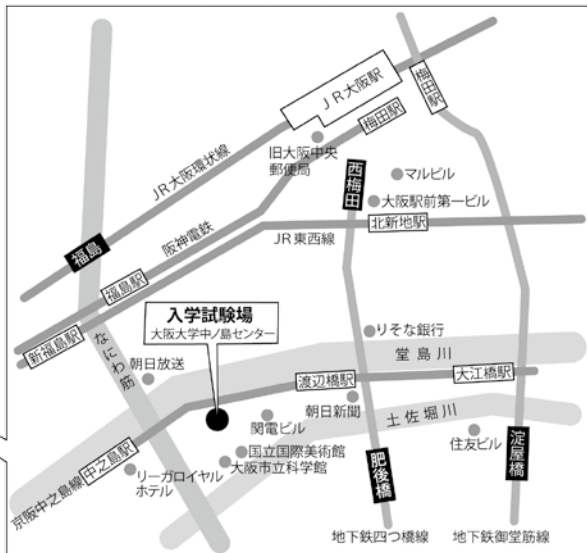 JR大阪駅
梅田駅
梅田駅
旧大阪中央
郵便局
JR大阪環状線
西梅田
マルビル
大阪駅前第一ビル
阪神電鉄
北新地駅
JR東西線
福島
福島駅
新福島駅
入学試験場
大阪大学中ノ島センター
なにわ筋
りそな銀行
朝日放送
堂島川
渡辺橋駅
大江橋駅
朝日新聞
土佐堀川
関電ビル
住友ビル
淀屋橋
国立国際美術館
大阪市立科学館
中之島駅
京阪中之島線
リーガロイヤル
ホテル
肥後橋
地下鉄四つ橋線
地下鉄御堂筋線